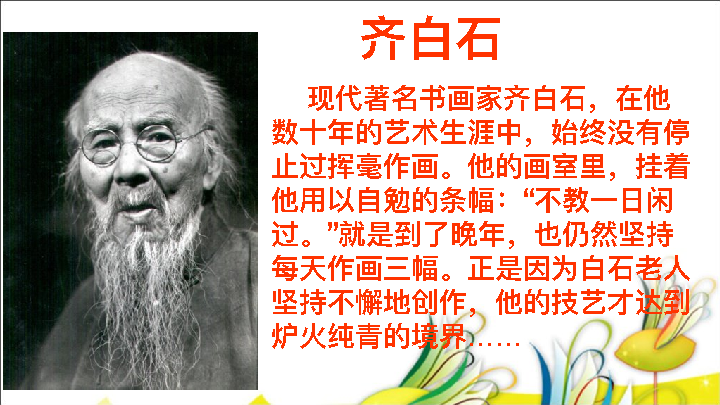 齐白石
现代著名书画家齐白石，在他
数十年的艺术生涯中，始终没有停
止过挥毫作画。他的画室里，挂着
他用以自勉的条幅：“不教一日闲
过。”就是到了晚年，也仍然坚持
每天作画三幅。正是因为白石老人
坚持不懈地创作，他的技艺才达到
炉火纯青的境界……